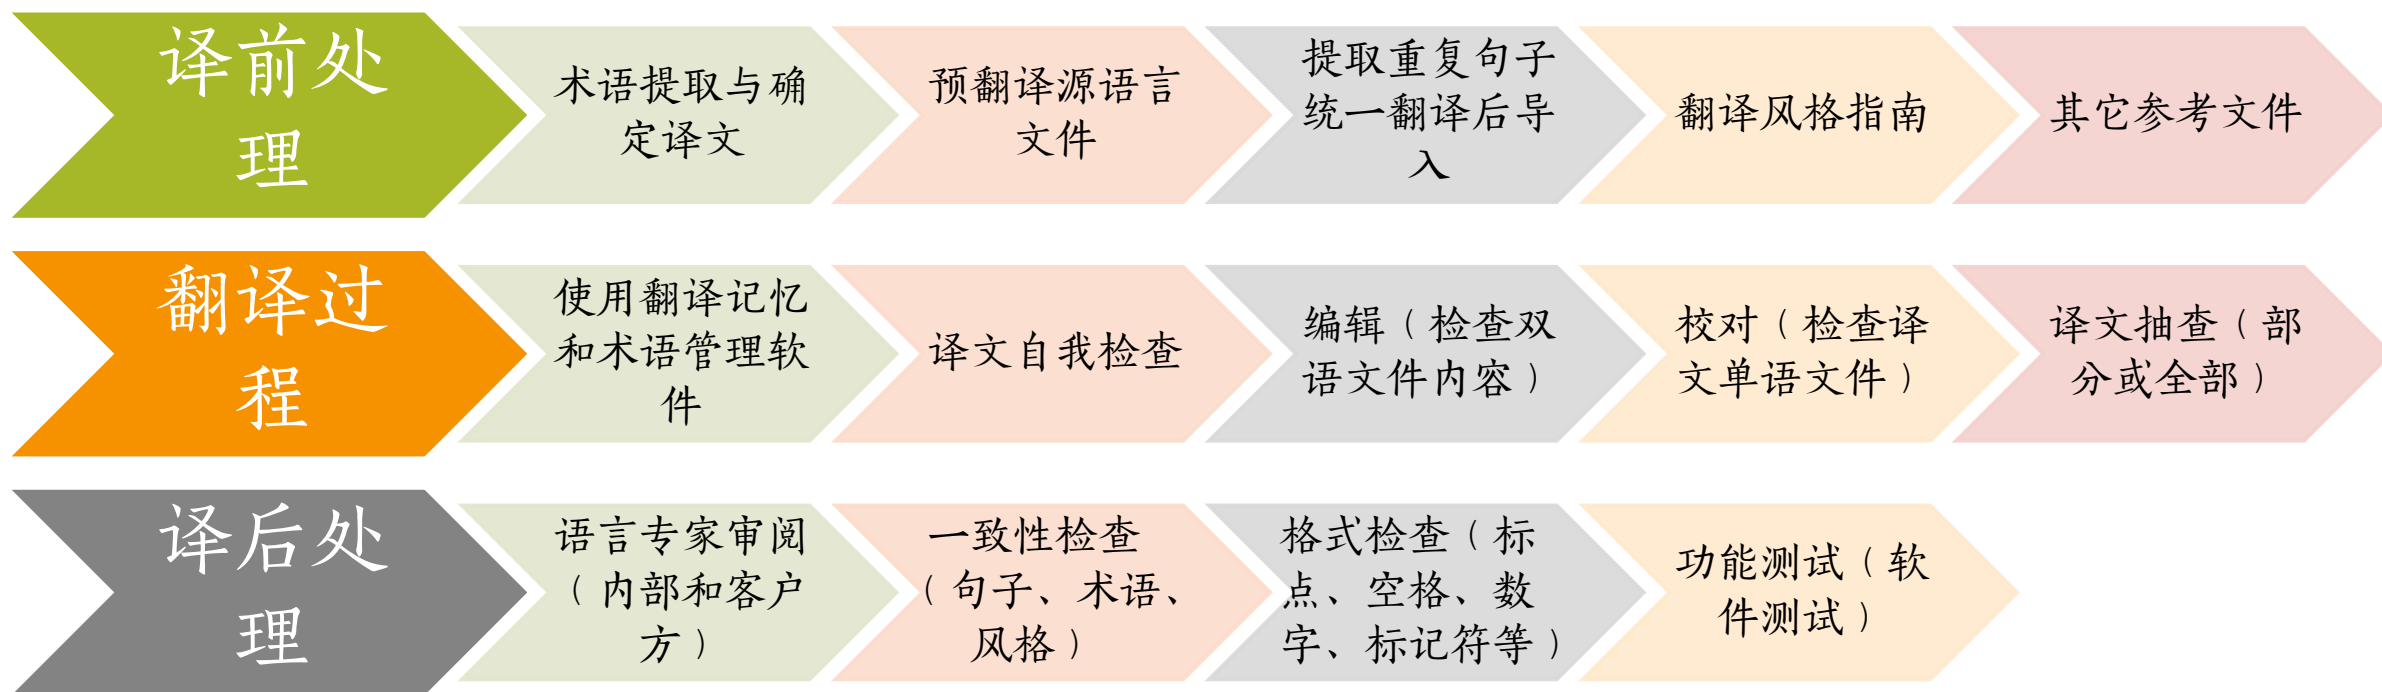 译前处
理
术语提取与确
定译文
预翻译源语言
文件
提取重复句子
统一翻译后导
入
翻译风格指南
其它参考文件
翻译过
程
使用翻译记忆
和术语管理软
件
译文自我检查
编辑（检查双
语文件内容）
校对（检查译
文单语文件）
译文抽查（部
分或全部）
译后处
理
语言专家审阅
（内部和客户
方）
一致性检查
（句子、术语、
风格）
格式检查（标
点、空格、数
字、标记符等）
功能测试（软
件测试）